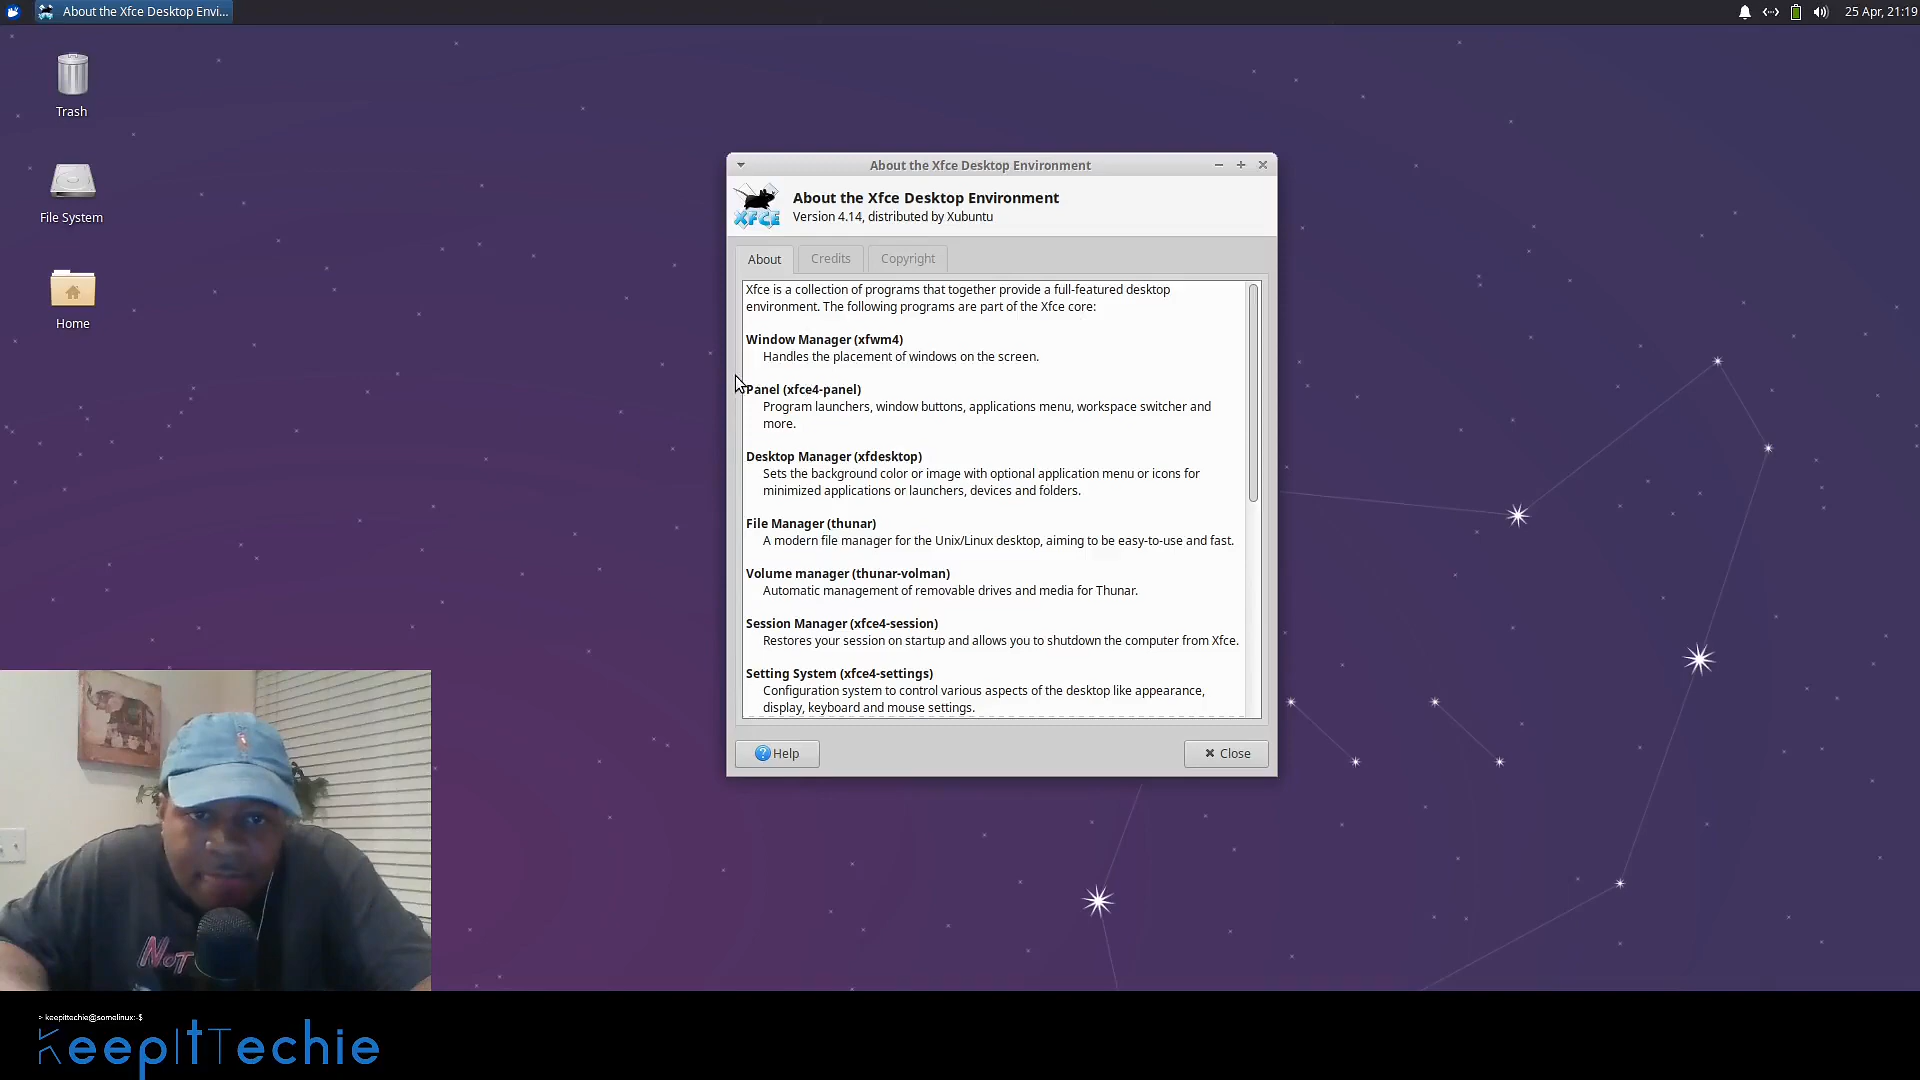 About the Xfce Desktop Envi...
25 Apr, 21:19
Trash
File System
Home
About the Xfce Desktop Environment
XFCE
About the Xfce Desktop Environment
Version 4.14, distributed by Xubuntu
About
Credits
Copyright
Xfce is a collection of programs that together provide a full-featured desktop
environment. The following programs are part of the Xfce core:
Window Manager (xfwm4)
Handles the placement of windows on the screen.
Panel (xfce4-panel)
Program launchers, window buttons, applications menu, workspace switcher and
more.
Desktop Manager (xfdesktop)
Sets the background color or image with optional application menu or icons for
minimized applications or launchers, devices and folders.
File Manager (thunar)
A modern file manager for the Unix/Linux desktop, aiming to be easy-to-use and fast.
Volume manager (thunar-volman)
Automatic management of removable drives and media for Thunar.
Session Manager (xfce4-session)
Restores your session on startup and allows you to shutdown the computer from Xfce.
Setting System (xfce4-settings)
Configuration system to control various aspects of the desktop like appearance,
display, keyboard and mouse settings.
Help
Close
NOT
> keepittechie@somelinux:~$
KeepItTechie